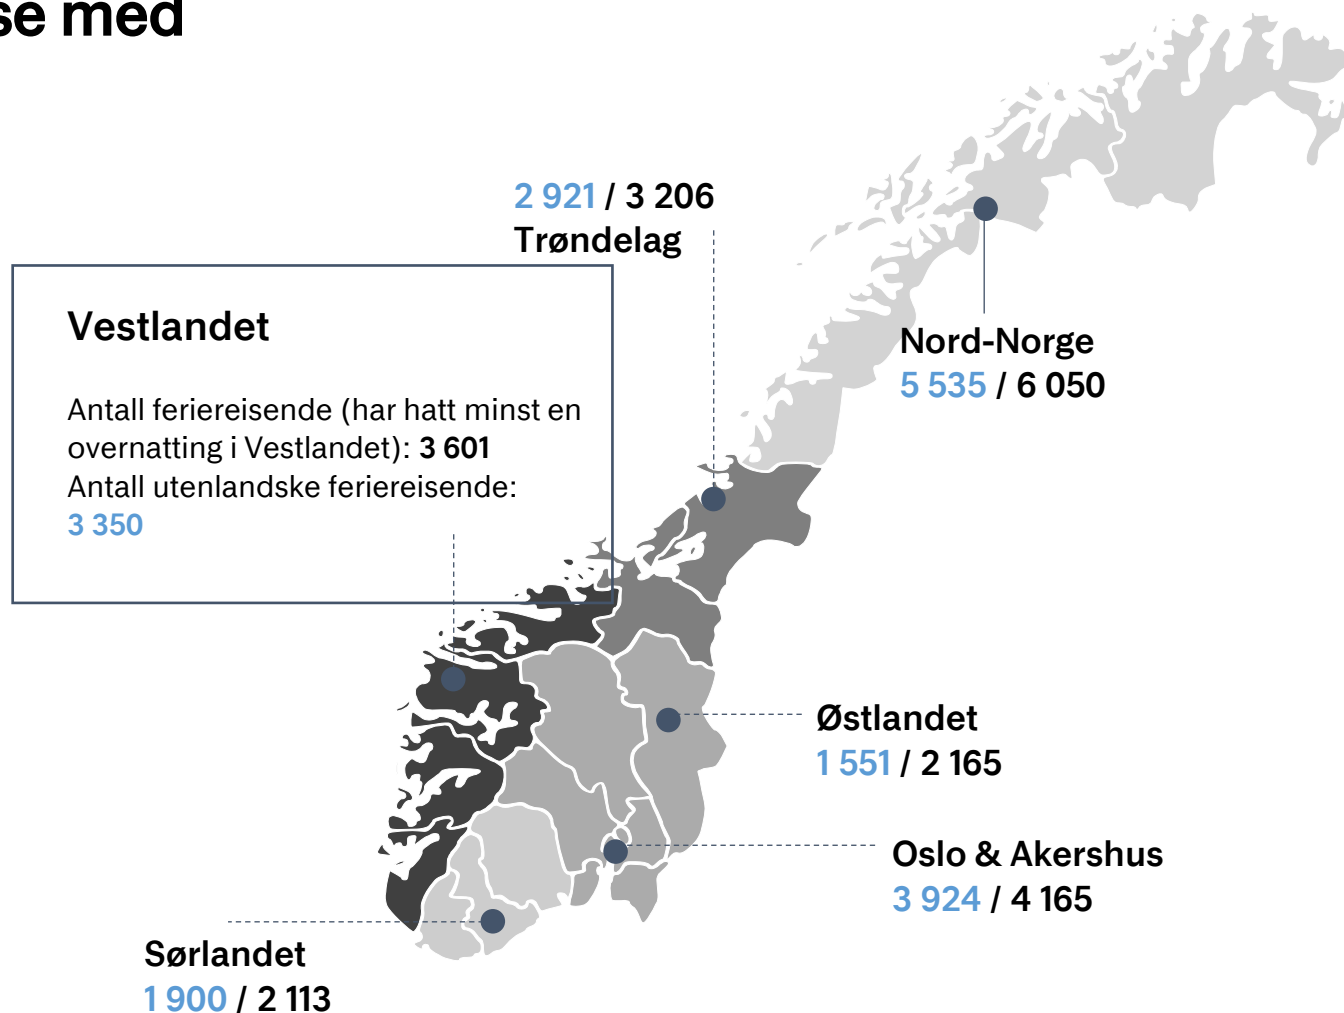 se med
2 921 / 3 206
Trøndelag
Vestlandet
Antall feriereisende (har hatt minst en
overnatting i Vestlandet): 3 601
Antall utenlandske feriereisende:
3 350
Nord-Norge
5 535 / 6 050
Østlandet
1 551 / 2 165
Oslo & Akershus
3 924 / 4 165
Sørlandet
1 900 / 2 113